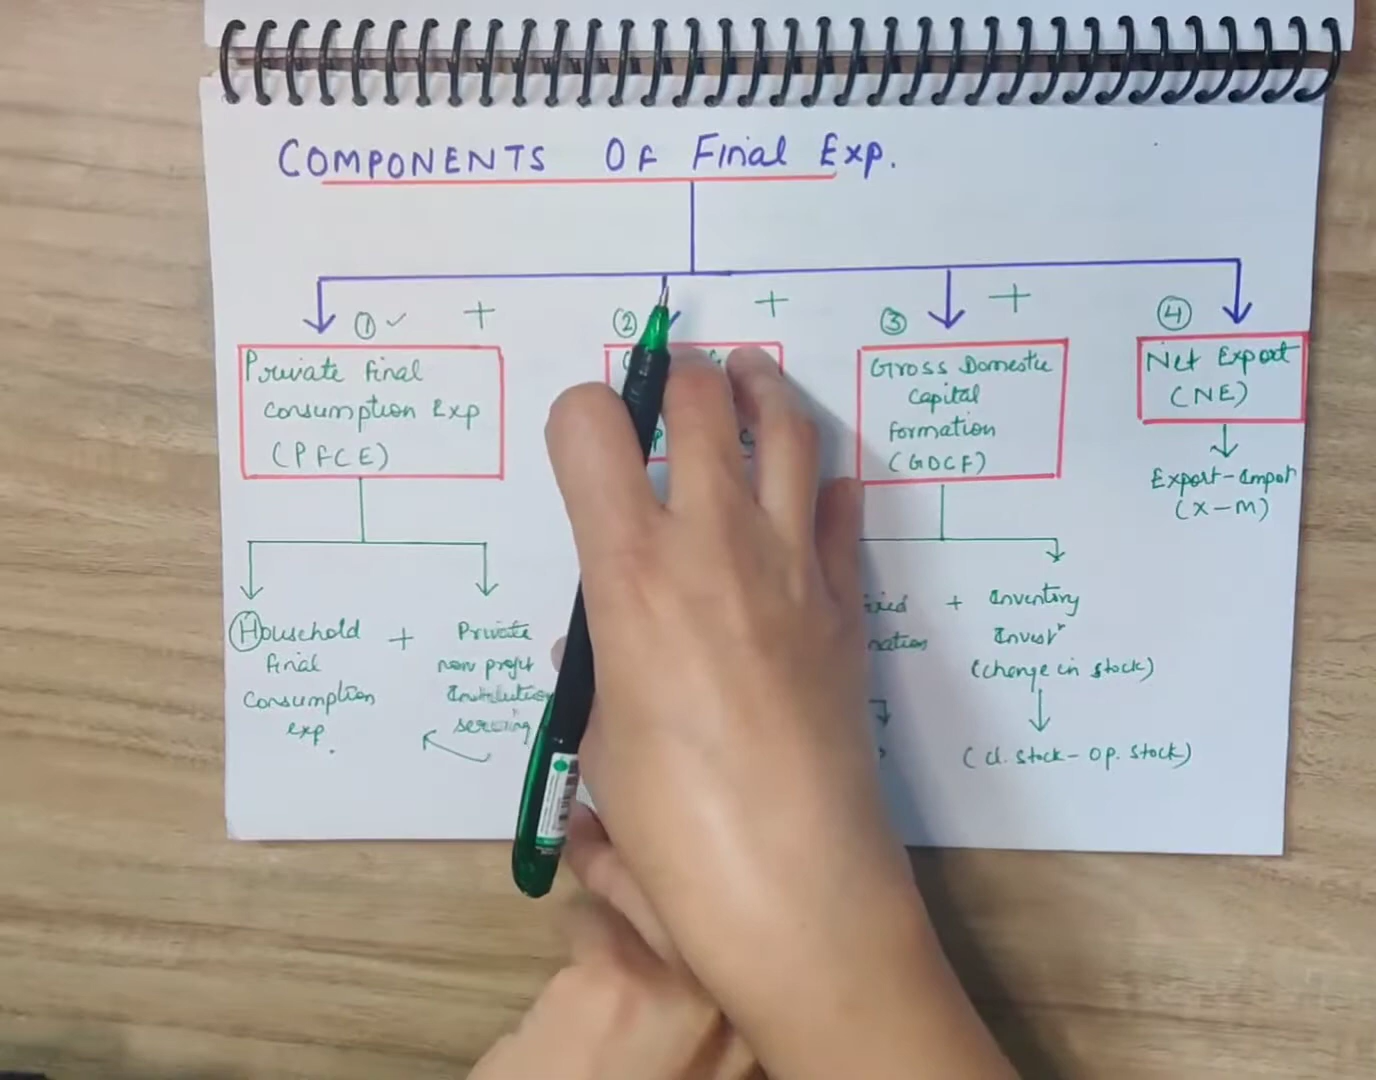 COMPONENTS Of Final Exp.
① ✓ + ② + ③ + ④
Private final
consumption Exp
(PFCE)
Gross Domestic
Capital
formation
(GDCF)
Net Export
(NE)
Export-Import
(X-M)
Household
final
consumption
exp.
+
Private
non profit
Institution
serving
+
Inventory
Invest^r
(change in stock)
(cl. stock - op. stock)